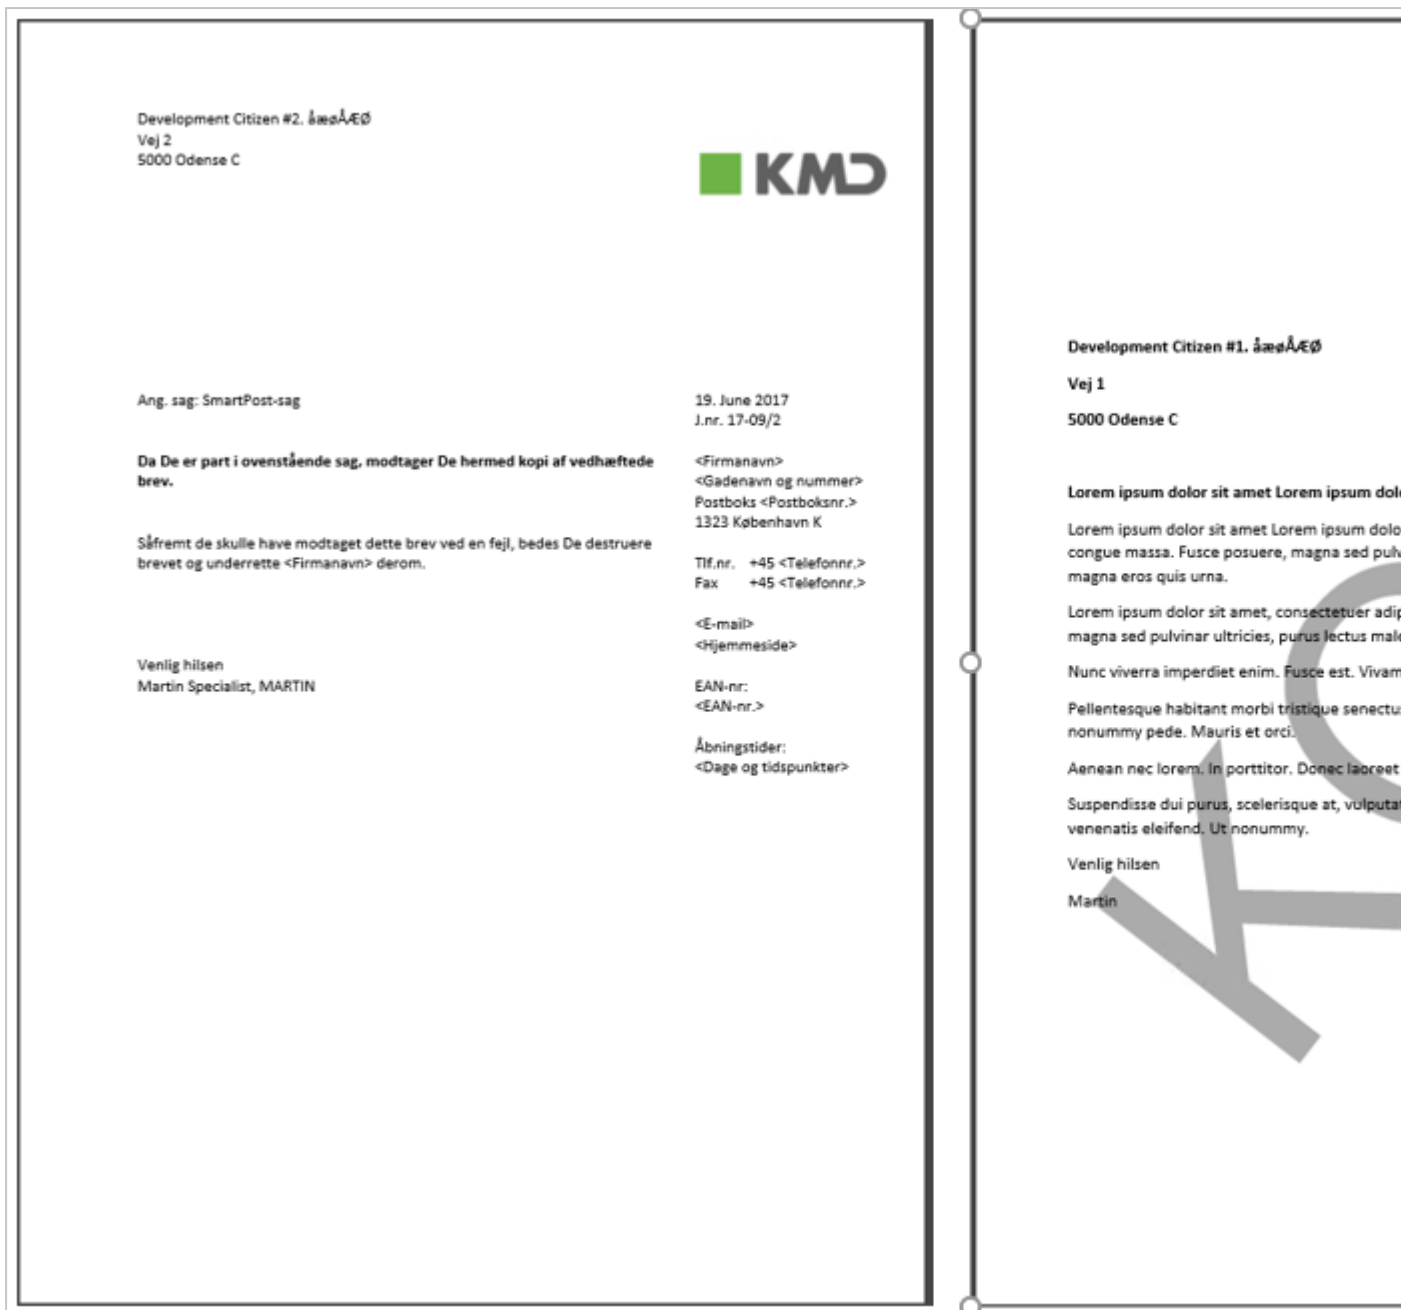 Development Citizen #2. åæøÅÆØ
Vej 2
5000 Odense C
KMD
Ang. sag: SmartPost-sag
Da De er part i ovenstående sag, modtager De hermed kopi af vedhæftede
brev.
Såfremt de skulle have modtaget dette brev ved en fejl, bedes De destruere
brevet og underrette <Firmanavn> derom.
Venlig hilsen
Martin Specialist, MARTIN
19. June 2017
J.nr. 17-09/2
<Firmanavn>
<Gadenavn og nummer>
Postboks <Postboksnr.>
1323 København K
Tlf.nr. +45 <Telefonnr.>
Fax +45 <Telefonnr.>
<E-mail>
<Hjemmeside>
EAN-nr:
<EAN-nr.>
Åbningstider:
<Dage og tidspunkter>
Development Citizen #1. åæøÅÆØ
Vej 1
5000 Odense C
Lorem ipsum dolor sit amet Lorem ipsum
Lorem ipsum dolor sit amet Lorem ipsum
congue massa. Fusce posuere, magna sed
magna eros quis urna.
Lorem ipsum dolor sit amet, consectetuer
magna sed pulvinar ultricies, purus lectus
Nunc viverra imperdiet enim. Fusce est.
Pellentesque habitant morbi tristique
nonummy pede. Mauris et orci.
Aenean nec lorem. In porttitor. Donec laoreet
Suspendisse dui purus, scelerisque at,
venenatis eleifend. Ut nonummy.
Venlig hilsen
Martin